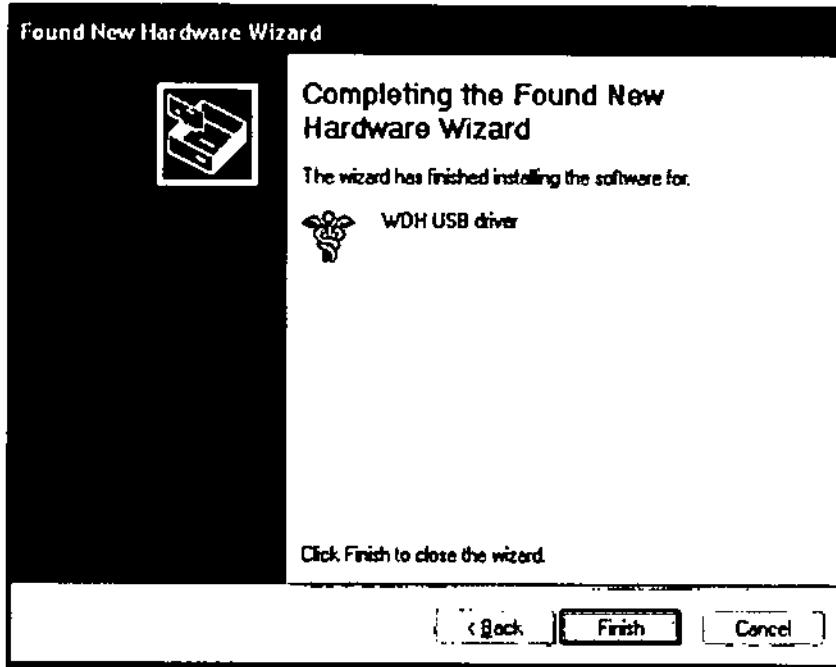 Found New Hardware Wizard
Completing the Found New
Hardware Wizard
The wizard has finished installing the software for:
WDH USB driver
Click Finish to close the wizard.
< Back
Finish
Cancel